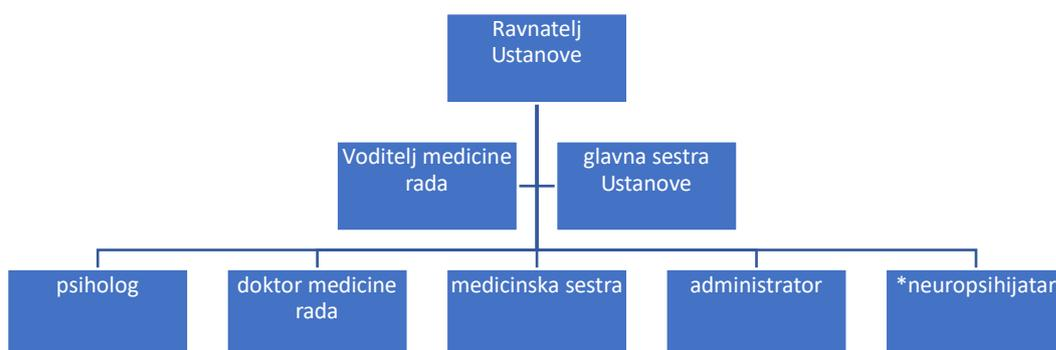 Ravnatelj
Ustanove
Voditelj medicine
rada
glavna sestra
Ustanove
psiholog
doktor medicine
rada
medicinska sestra
administrator
*neuropsihijatar